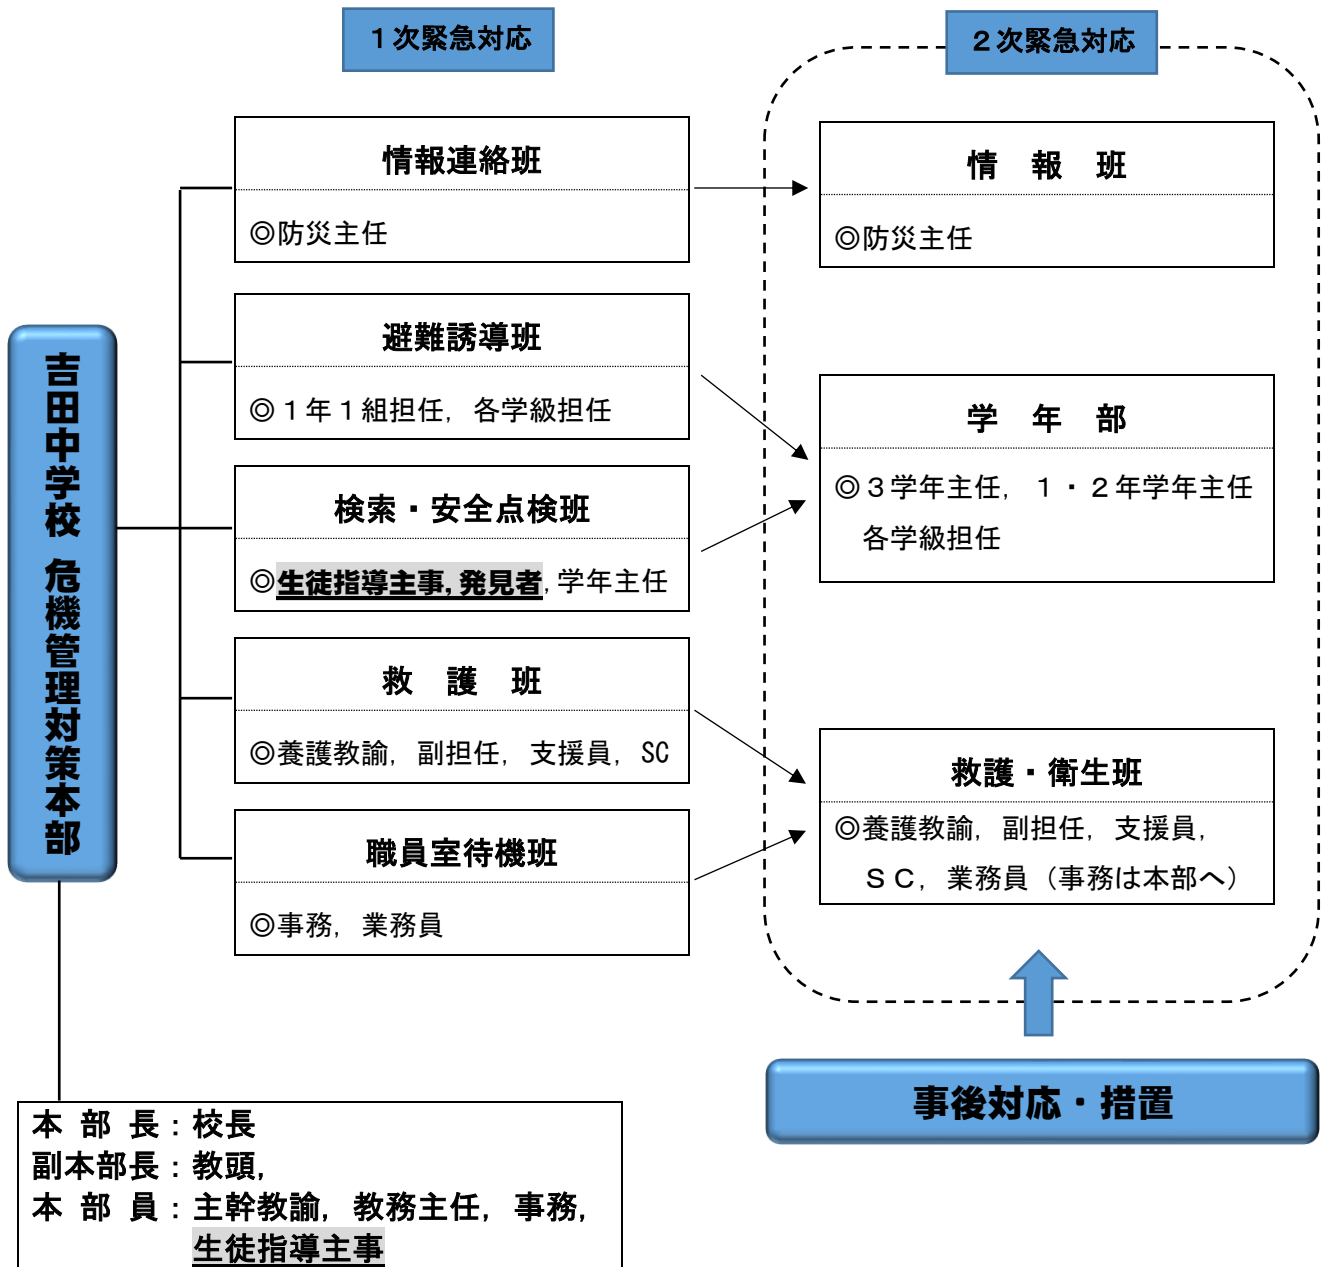 １次緊急対応
２次緊急対応
吉田中学校 危機管理対策本部
情報連絡班
◎防災主任
避難誘導班
◎１年１組担任，各学級担任
検索・安全点検班
◎生徒指導主事，発見者，学年主任
救　護　班
◎養護教諭，副担任，支援員，SC
職員室待機班
◎事務，業務員
情　報　班
◎防災主任
学　年　部
◎３学年主任，１・２年学年主任
各学級担任
救護・衛生班
◎養護教諭，副担任，支援員，
ＳＣ，業務員（事務は本部へ）
事後対応・措置
本 部 長：校長
副本部長：教頭，
本 部 員：主幹教諭，教務主任，事務，
生徒指導主事